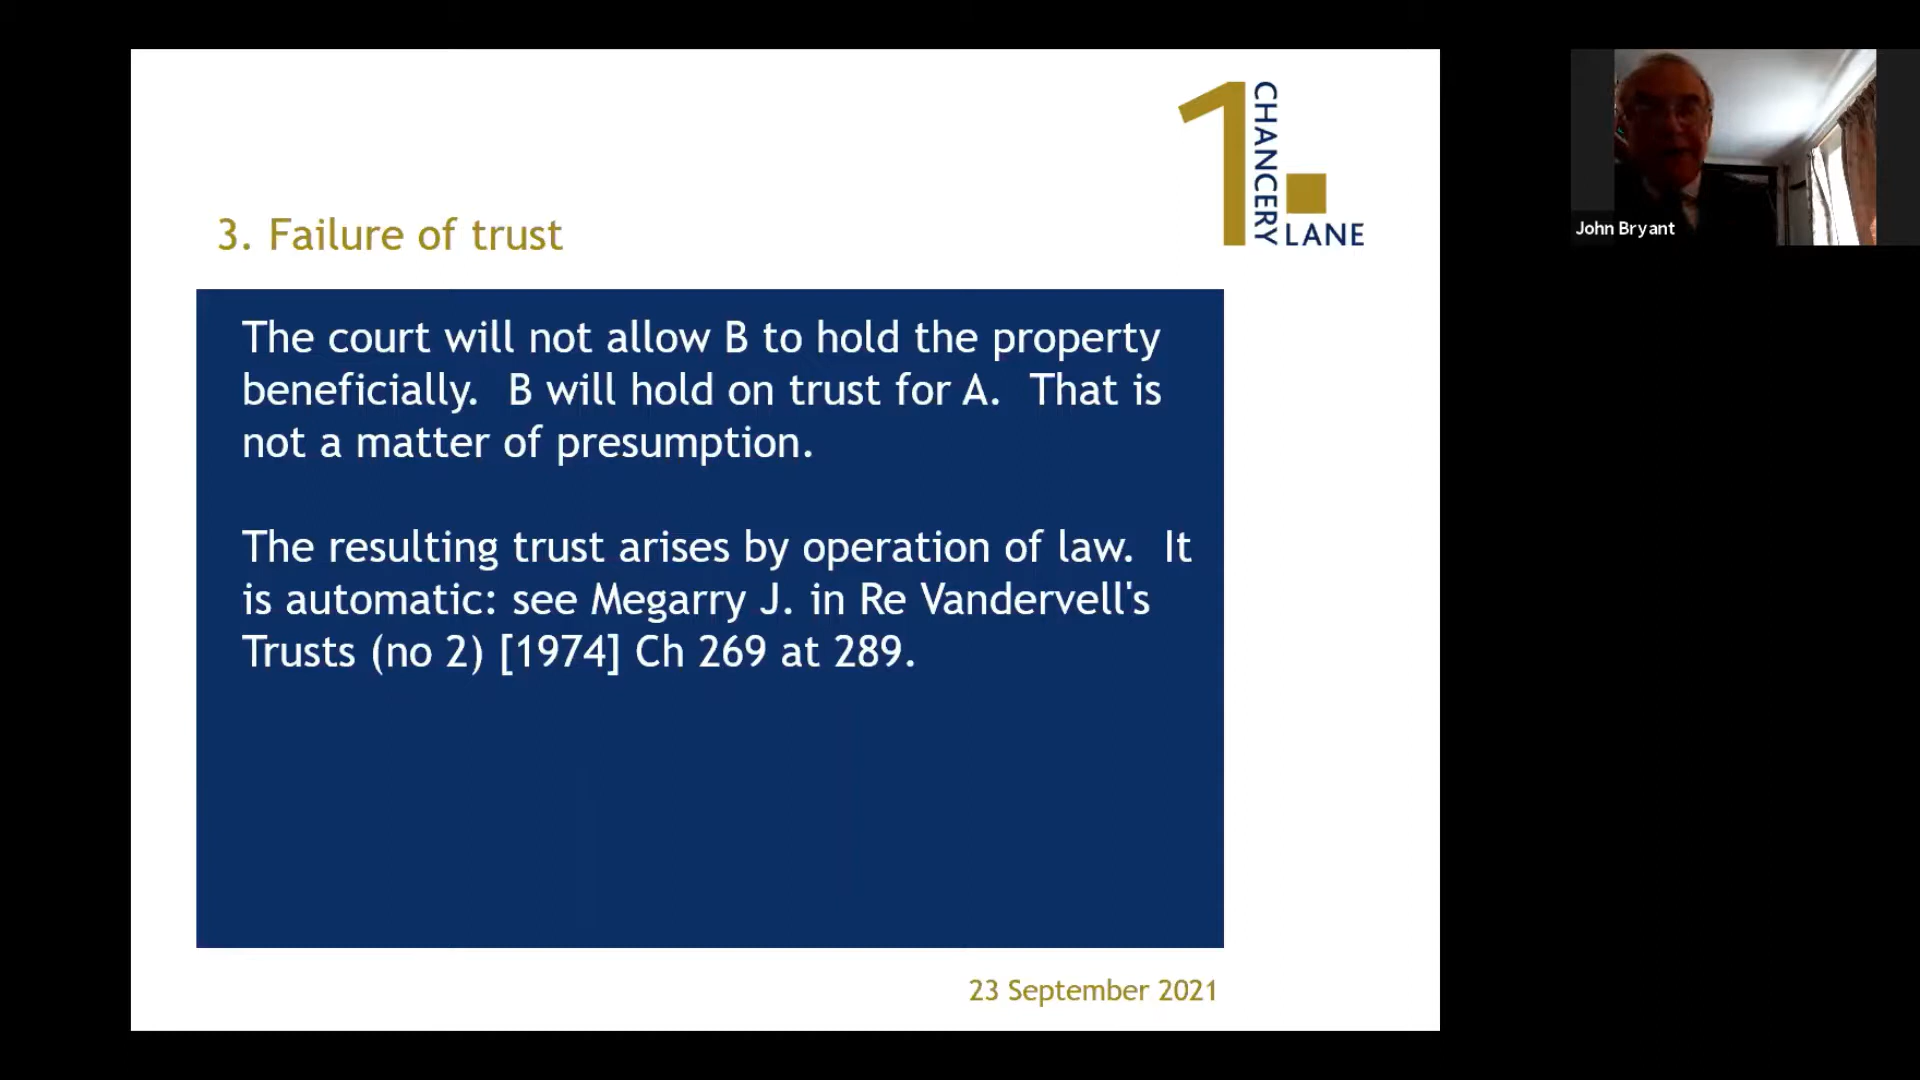 1 CHANCERY LANE
John Bryant
3. Failure of trust
The court will not allow B to hold the property
beneficially.  B will hold on trust for A.  That is
not a matter of presumption.
The resulting trust arises by operation of law.  It
is automatic: see Megarry J. in Re Vandervell's
Trusts (no 2) [1974] Ch 269 at 289.
23 September 2021